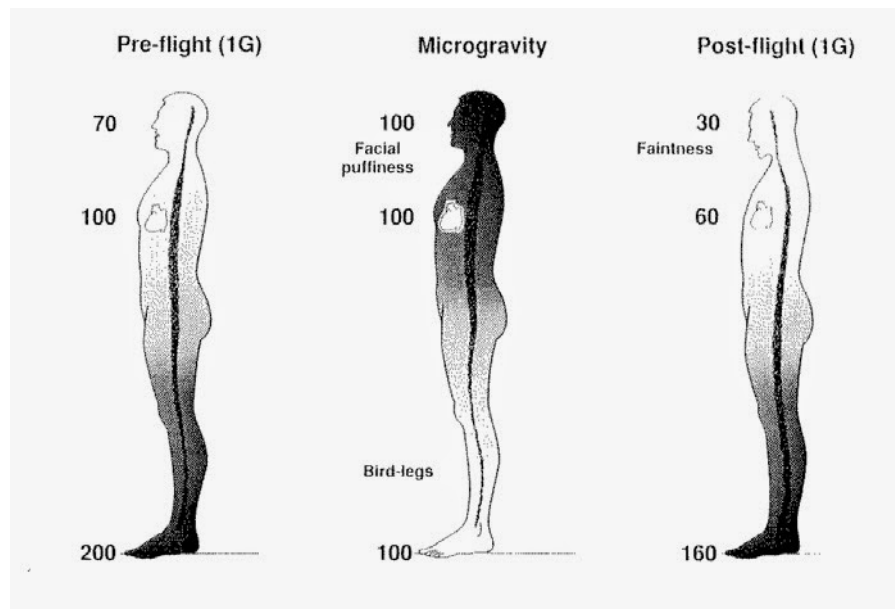 Pre-flight (1G)
70
100
200
Microgravity
100
Facial
puffiness
100
Bird-legs
100
Post-flight (1G)
30
Faintness
60
160